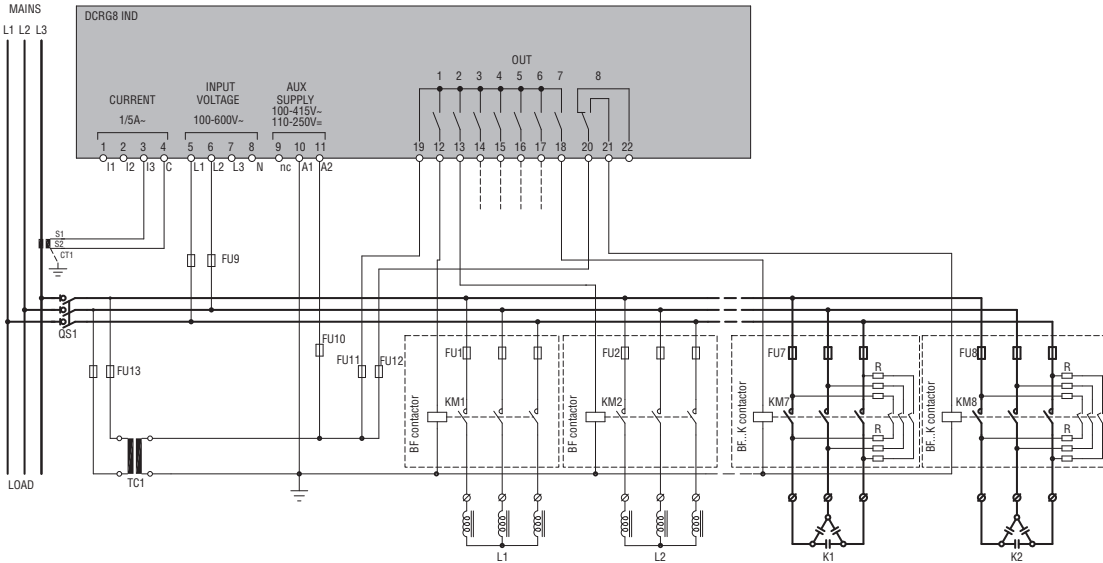 MAINS
L1 L2 L3
DCRG8 IND
OUT
1 2 3 4 5 6 7 8
CURRENT
1/5A~
INPUT
VOLTAGE
100-600V~
AUX
SUPPLY
100-415V~
110-250V=
1 2 3 4 5 6 7 8 9 10 11 19 12 13 14 15 16 17 18 20 21 22
I1 I2 I3 C L1 L2 L3 N nc A1 A2
S1
S2
CT1
FU9
QS1
FU10
FU11 FU12
FU13
FU1 FU2 FU7 FU8
R R
KM1 KM2 KM7 KM8
BF contactor
BF contactor
BF...K contactor
BF...K contactor
R R
LOAD
TC1
L1 L2 K1 K2